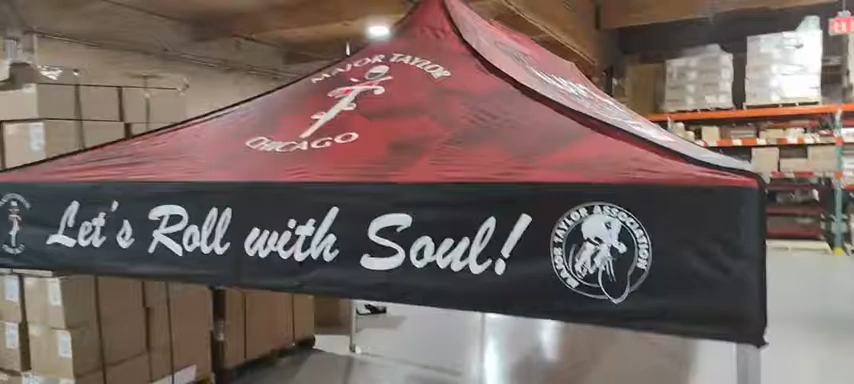 MAJOR TAYLOR
CHICAGO
Let's Roll with Soul!
MAJOR TAYLOR ASSOCIATION